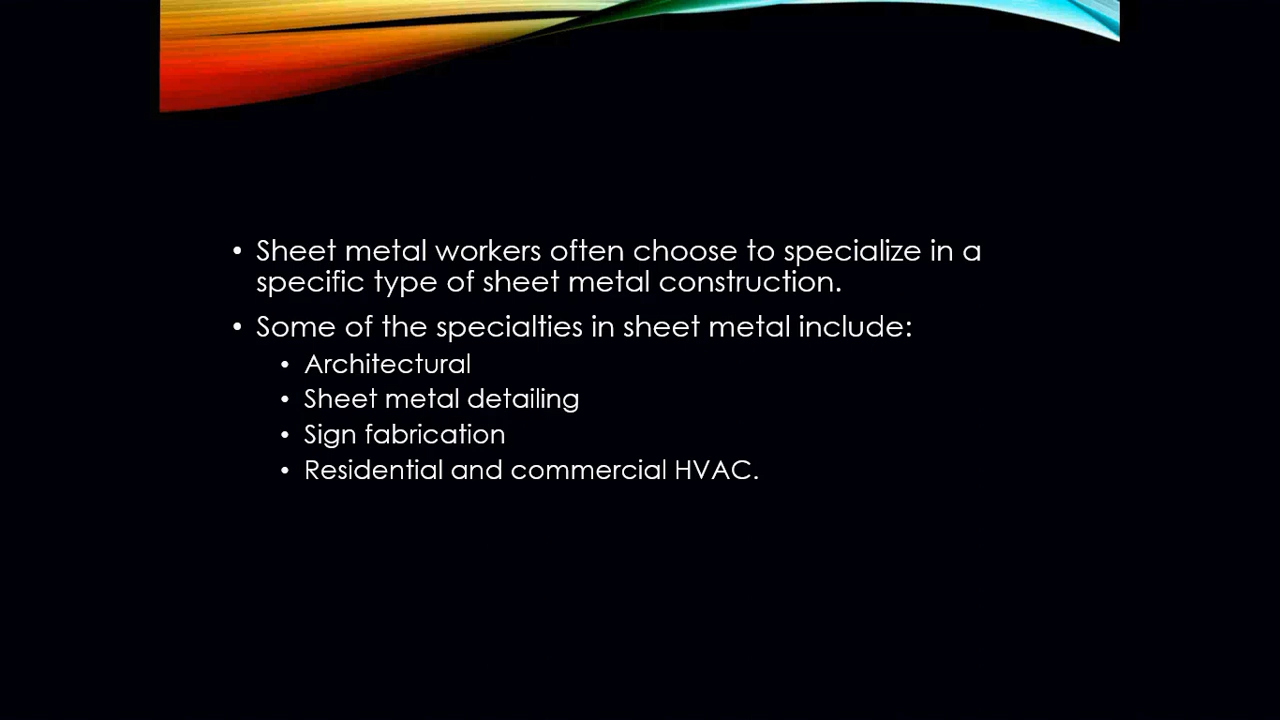 • Sheet metal workers often choose to specialize in a
specific type of sheet metal construction.
• Some of the specialties in sheet metal include:
• Architectural
• Sheet metal detailing
• Sign fabrication
• Residential and commercial HVAC.